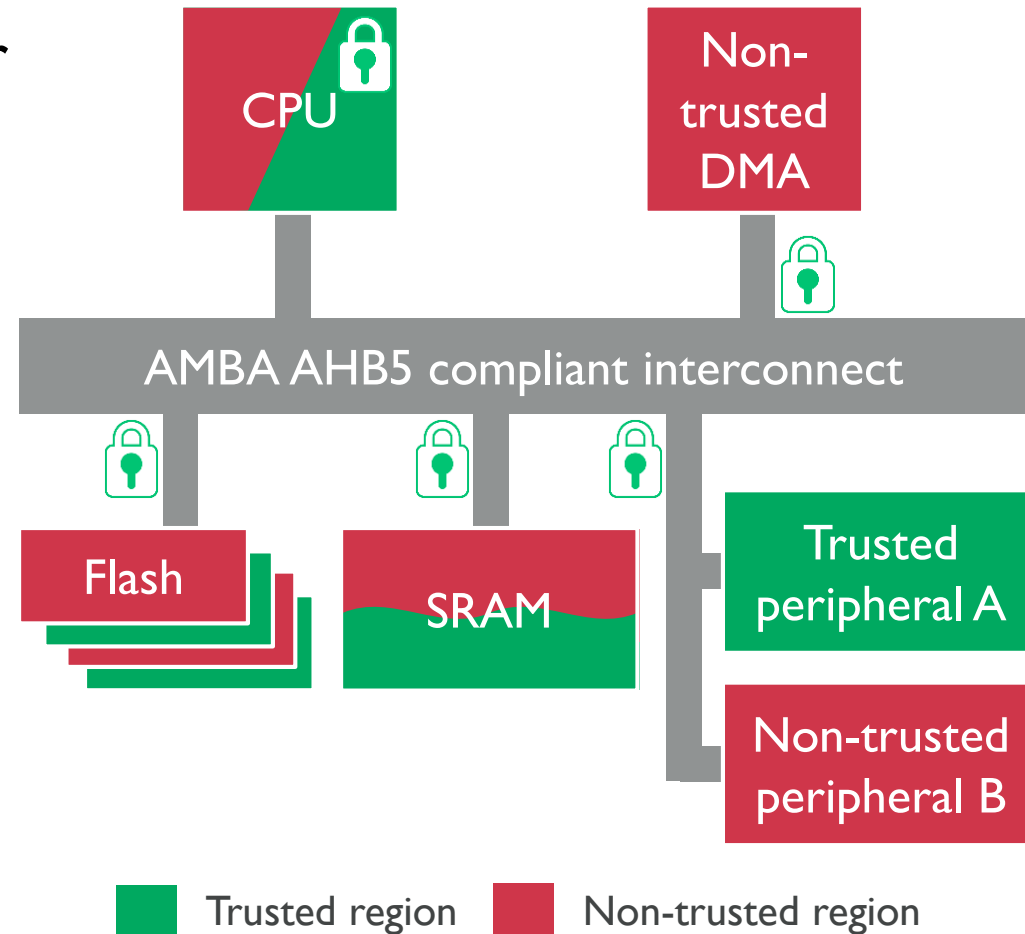 CPU
Non-
trusted
DMA
AMBA AHB5 compliant interconnect
Flash
SRAM
Trusted
peripheral A
Non-trusted
peripheral B
Trusted region
Non-trusted region